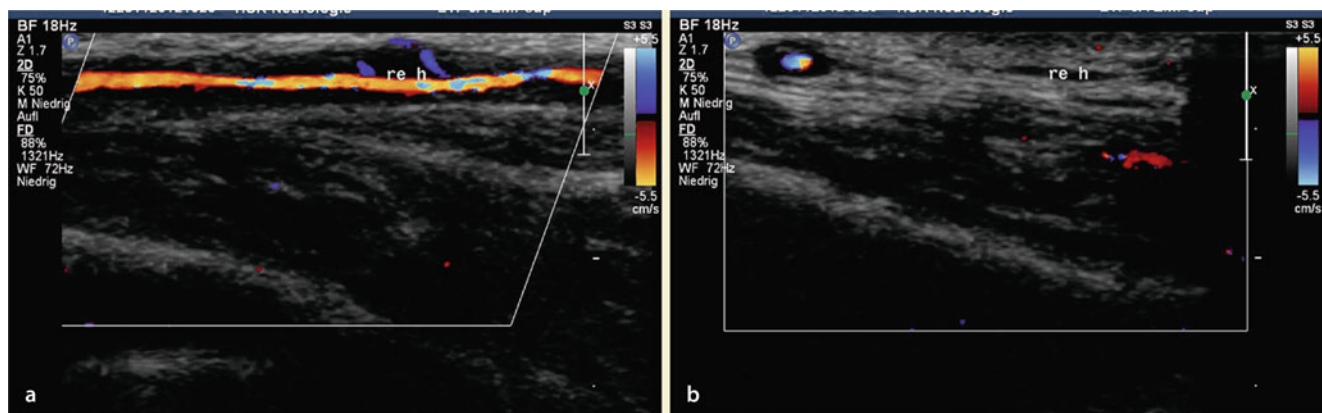 BF 18Hz
A1
Z 1.7
2D
75%
K 50
M Niedrig
Aufl
FD
88%
1321Hz
WF 72Hz
Niedrig
P
re h
S3 S3
+5.5
x
-5.5
cm/s
a
BF 18Hz
A1
Z 1.7
2D
75%
K 50
M Niedrig
Aufl
FD
88%
1321Hz
WF 72Hz
Niedrig
P
re h
S3 S3
+5.5
x
-5.5
cm/s
b